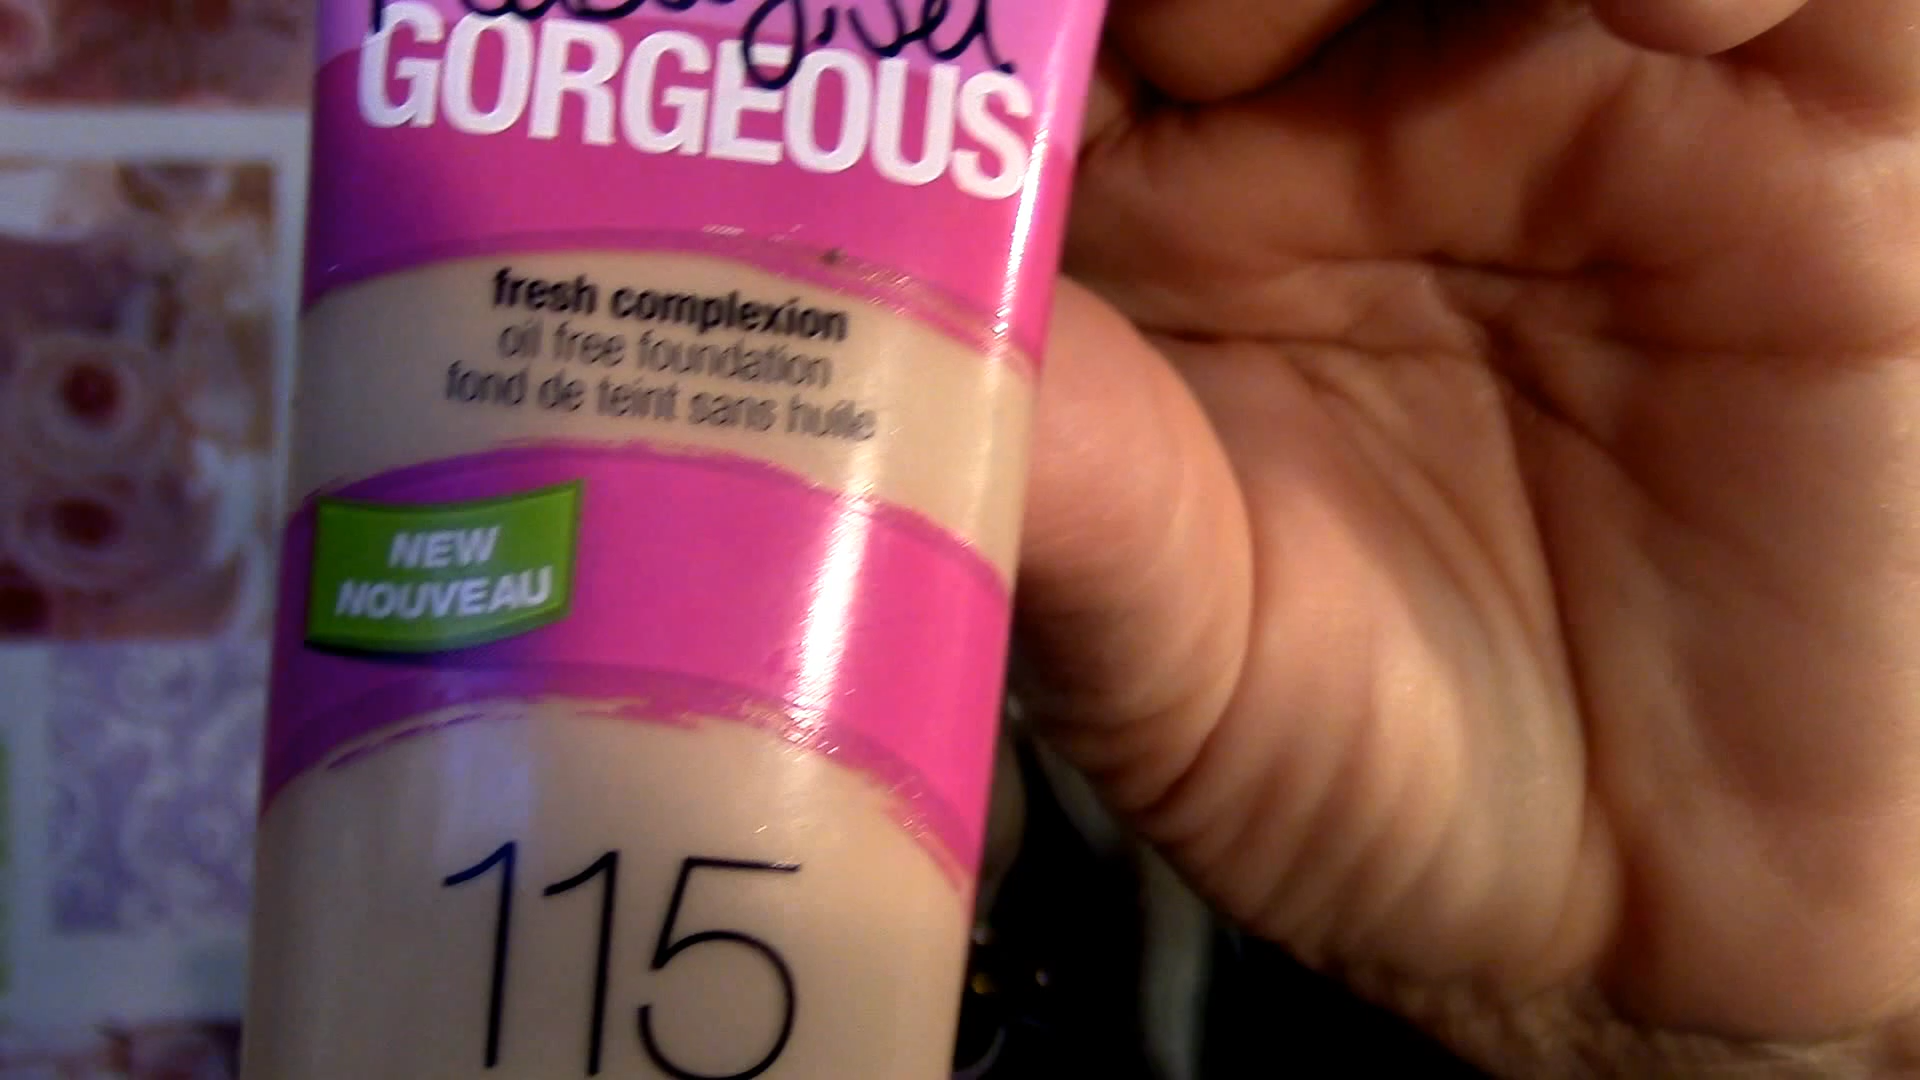 GORGEOUS
fresh complexion
oil free foundation
fond de teint sans huile
NEW
NOUVEAU
115